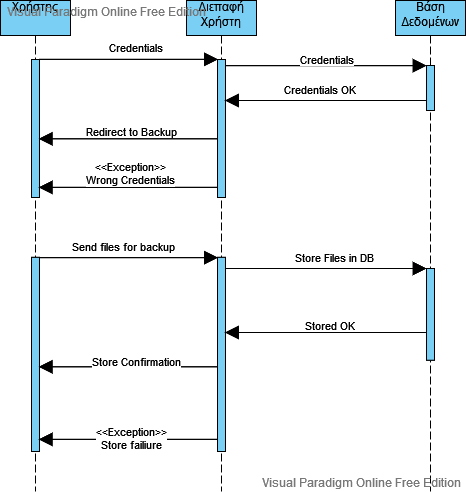 Χρήστης
Visual Paradigm Online Free Edition
Διεπαφή
Χρήστη
Βάση
Δεδομένων
Credentials
Credentials
Credentials OK
Redirect to Backup
<<Exception>>
Wrong Credentials
Send files for backup
Store Files in DB
Stored OK
Store Confirmation
<<Exception>>
Store failiure
Visual Paradigm Online Free Edition